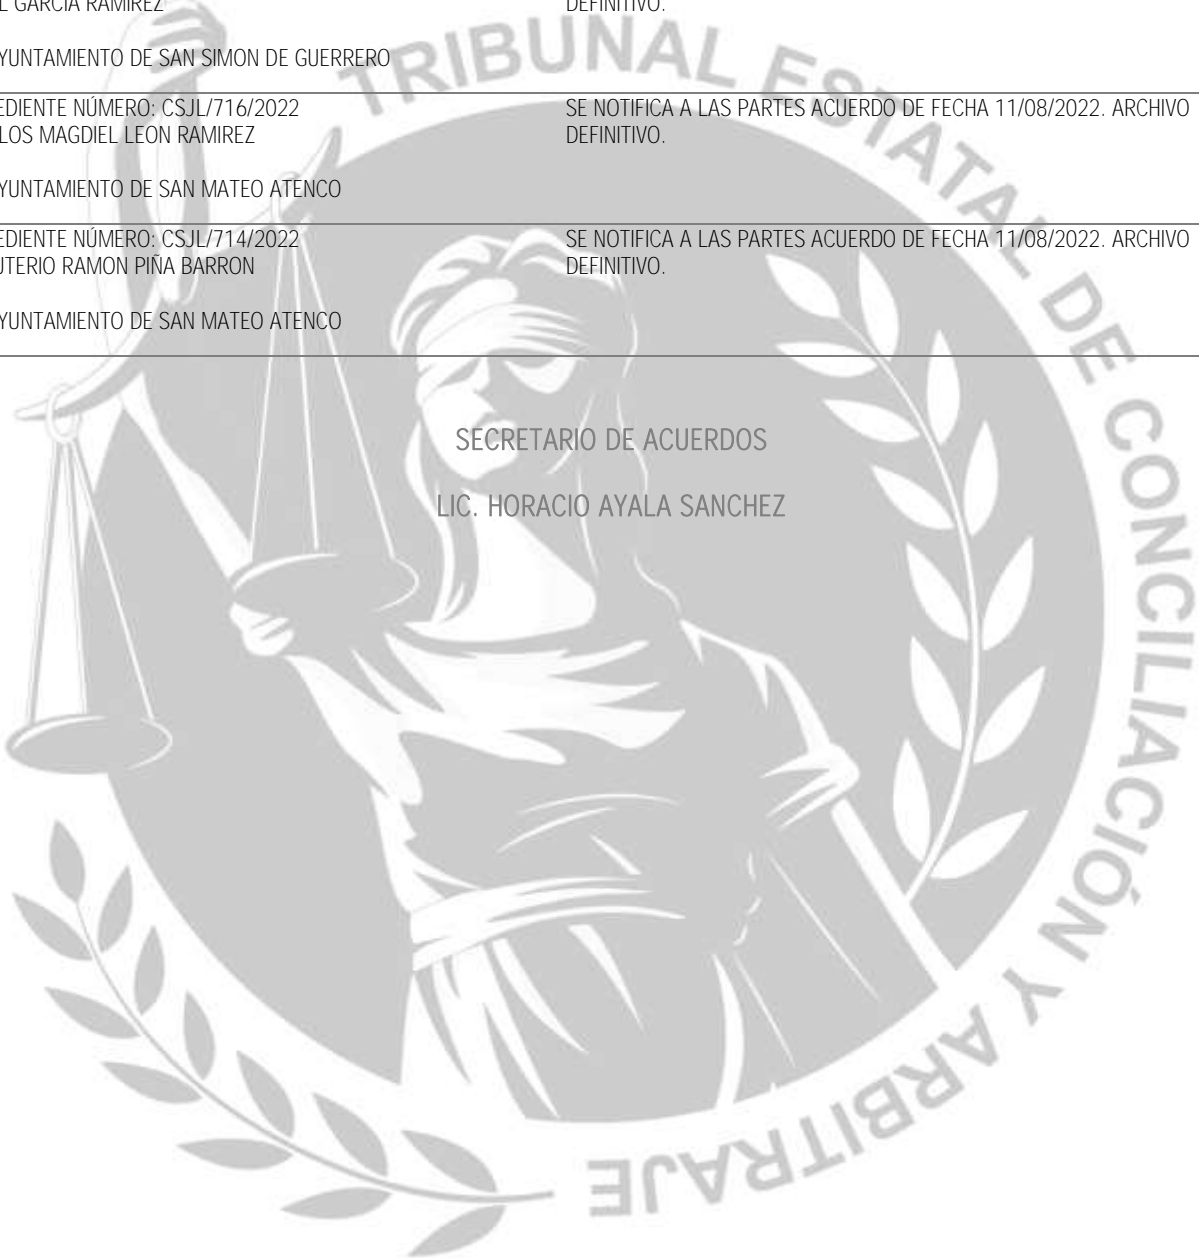 L GARCIA RAMIREZ
DEFINITIVO.
YUNTAMIENTO DE SAN SIMON DE GUERRERO
EDIENTE NÚMERO: CSJL/716/2022
SE NOTIFICA A LAS PARTES ACUERDO DE FECHA 11/08/2022. ARCHIVO
LOS MAGDIEL LEON RAMIREZ
DEFINITIVO.
YUNTAMIENTO DE SAN MATEO ATENCO
EDIENTE NÚMERO: CSJL/714/2022
SE NOTIFICA A LAS PARTES ACUERDO DE FECHA 11/08/2022. ARCHIVO
UTERIO RAMON PIÑA BARRON
DEFINITIVO.
YUNTAMIENTO DE SAN MATEO ATENCO
SECRETARIO DE ACUERDOS
LIC. HORACIO AYALA SANCHEZ
TRIBUNAL ESTATAL DE CONCILIACIÓN Y ARBITRAJE